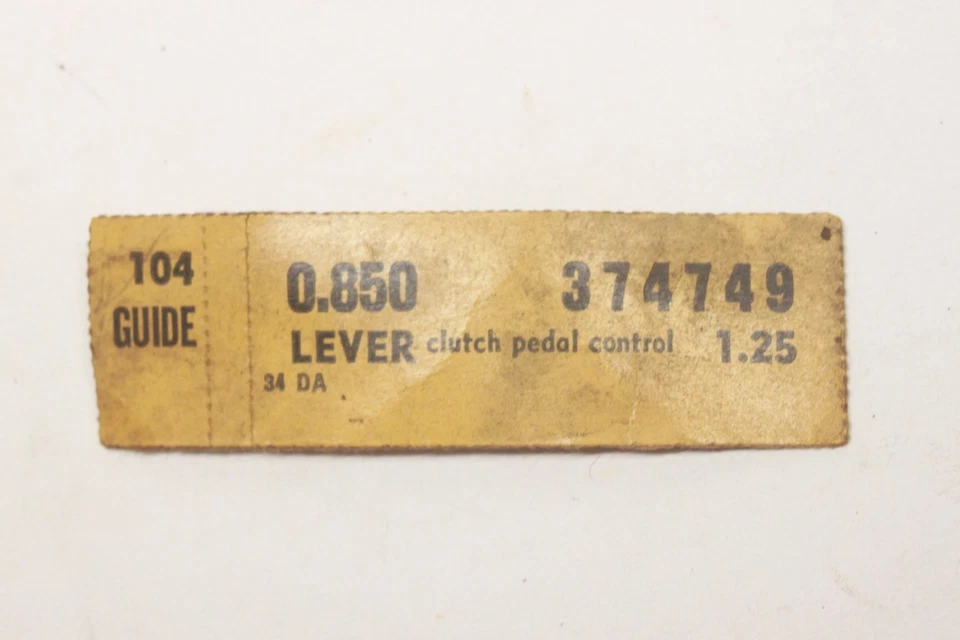 104
GUIDE
0.850 374749
LEVER clutch pedal control 1.25
34 DA